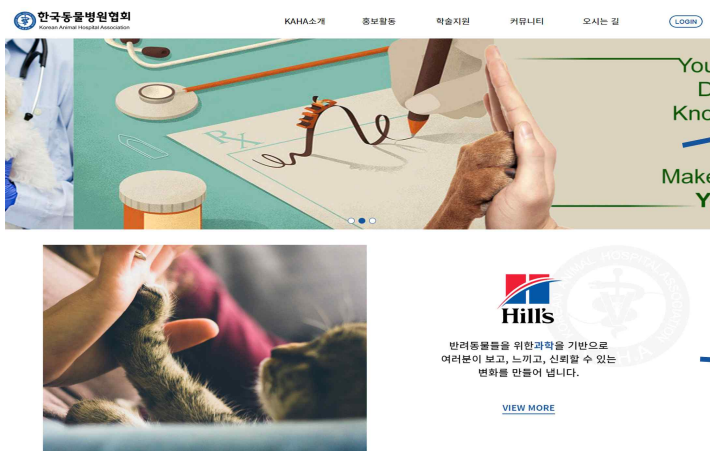 한국동물병원협회
Korean Animal Hospital Association
KAHA소개 홍보활동 학술지원 커뮤니티 오시는 길 LOGIN
RX
Hill's
반려동물들을 위한과학을 기반으로
여러분이 보고, 느끼고, 신뢰할 수 있는
변화를 만들어 냅니다.
VIEW MORE